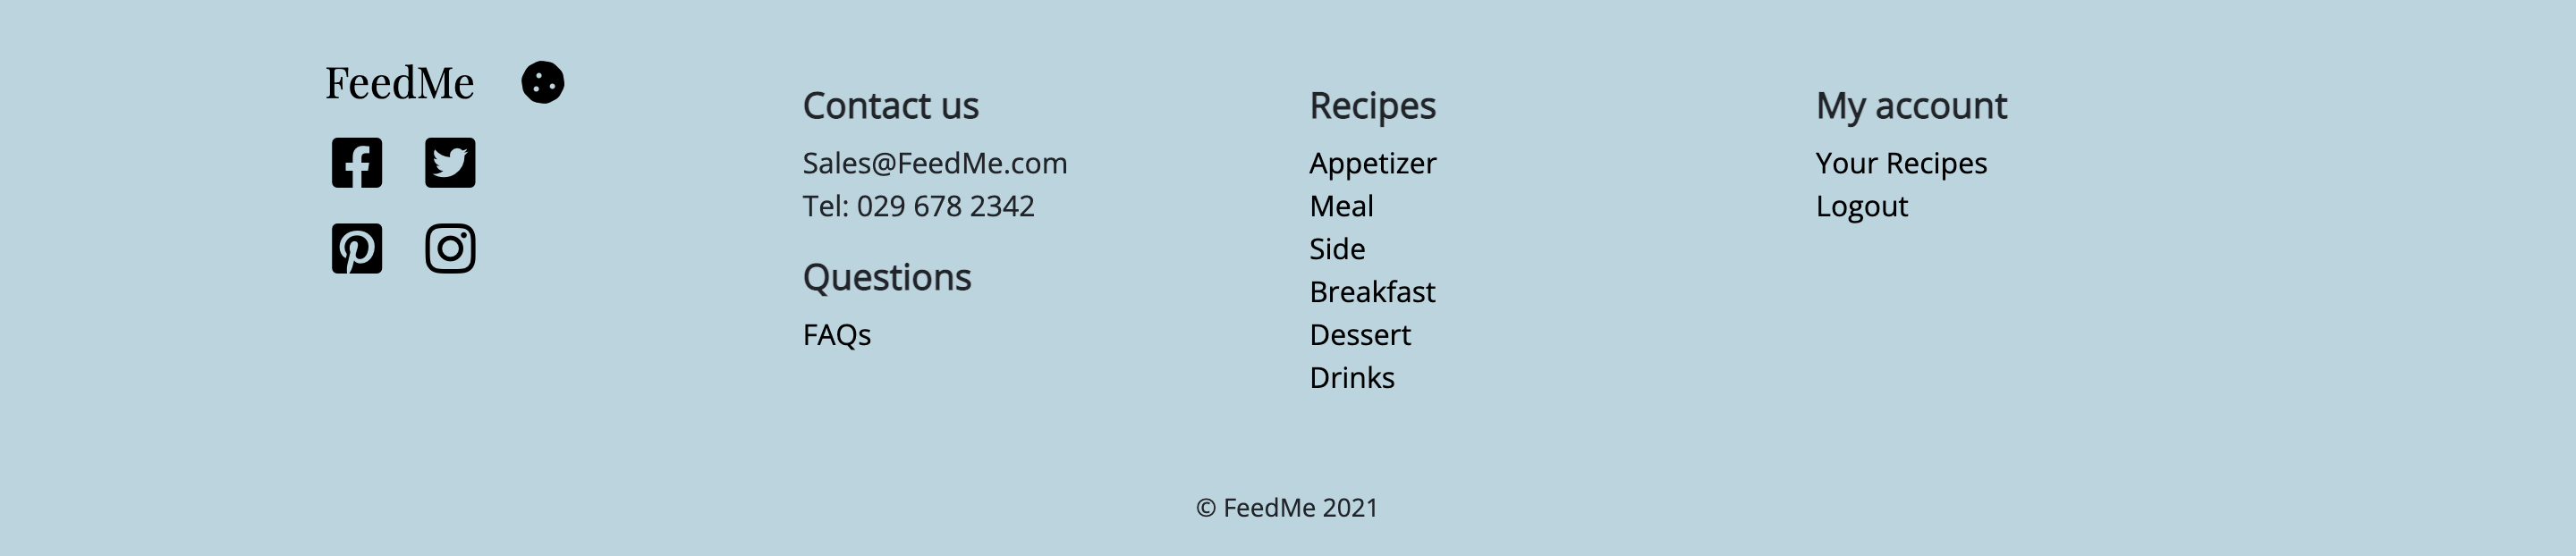 FeedMe
Contact us
Sales@FeedMe.com
Tel: 029 678 2342
Questions
FAQs
Recipes
Appetizer
Meal
Side
Breakfast
Dessert
Drinks
My account
Your Recipes
Logout
© FeedMe 2021